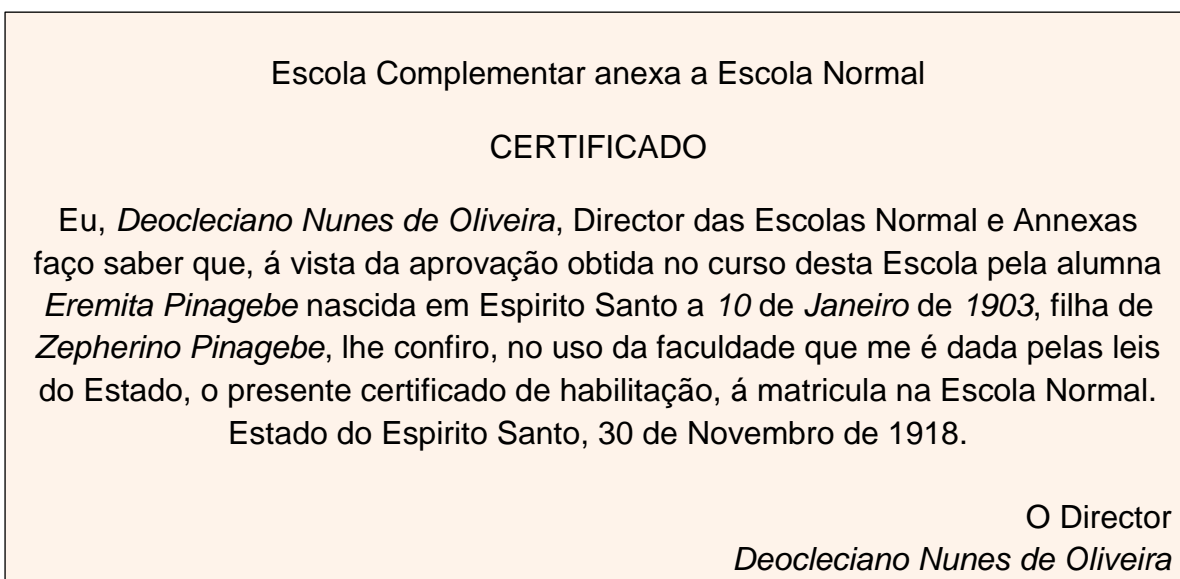 Escola Complementar anexa a Escola Normal
CERTIFICADO
Eu, Deocleciano Nunes de Oliveira, Director das Escolas Normal e Annexas
faço saber que, á vista da aprovação obtida no curso desta Escola pela alumna
Eremita Pinagebe nascida em Espirito Santo a 10 de Janeiro de 1903, filha de
Zepherino Pinagebe, lhe confiro, no uso da faculdade que me é dada pelas leis
do Estado, o presente certificado de habilitação, á matricula na Escola Normal.
Estado do Espirito Santo, 30 de Novembro de 1918.
O Director
Deocleciano Nunes de Oliveira